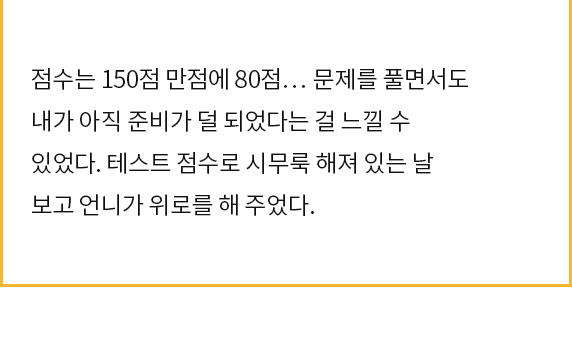 점수는 150점 만점에 80점… 문제를 풀면서도
내가 아직 준비가 덜 되었다는 걸 느낄 수
있었다. 테스트 점수로 시무룩 해져 있는 날
보고 언니가 위로를 해 주었다.